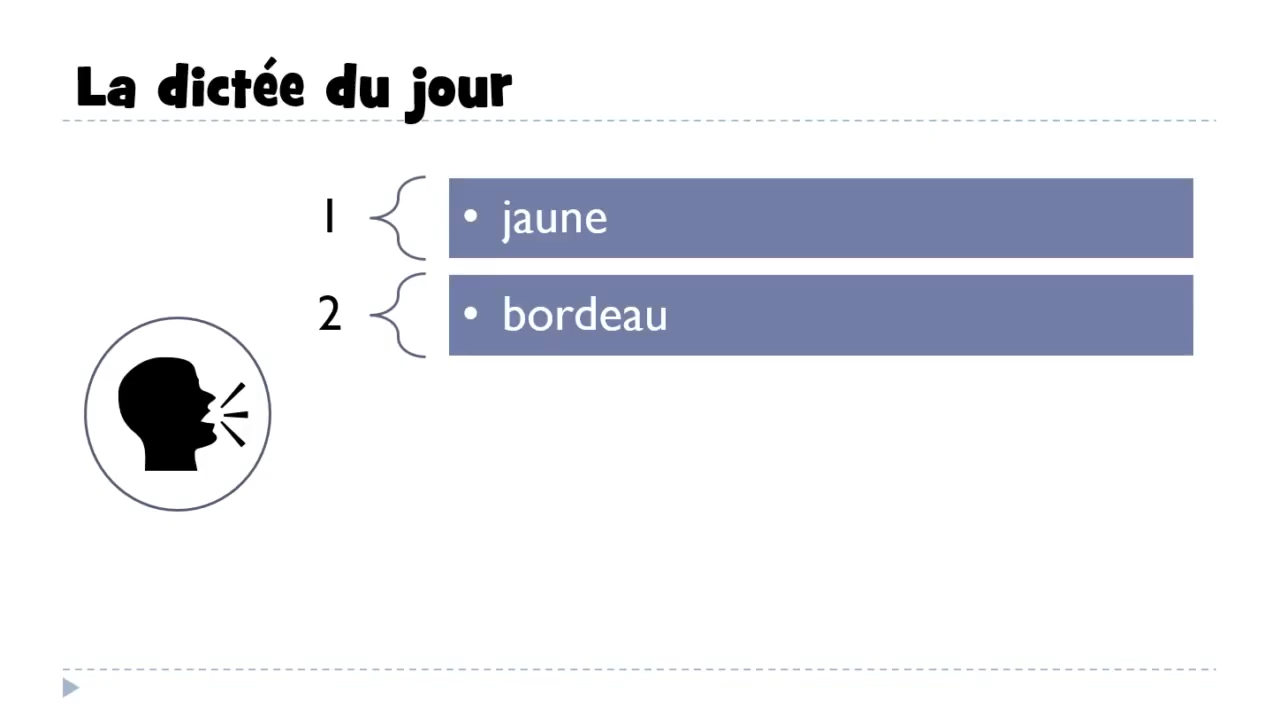 La dictée du jour
1
• jaune
2
• bordeau